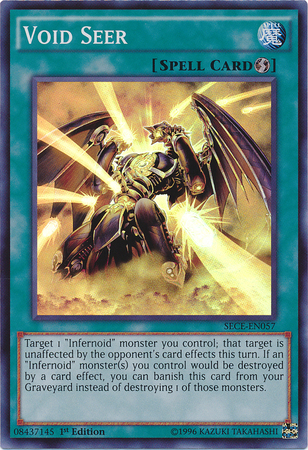 Void Seer
魔
[Spell Card]
SECE-EN057
Target 1 "Infernoid" monster you control; that target is
unaffected by the opponent's card effects this turn. If an
"Infernoid" monster(s) you control would be destroyed
by a card effect, you can banish this card from your
Graveyard instead of destroying 1 of those monsters.
08437145 1st Edition ©1996 KAZUKI TAKAHASHI